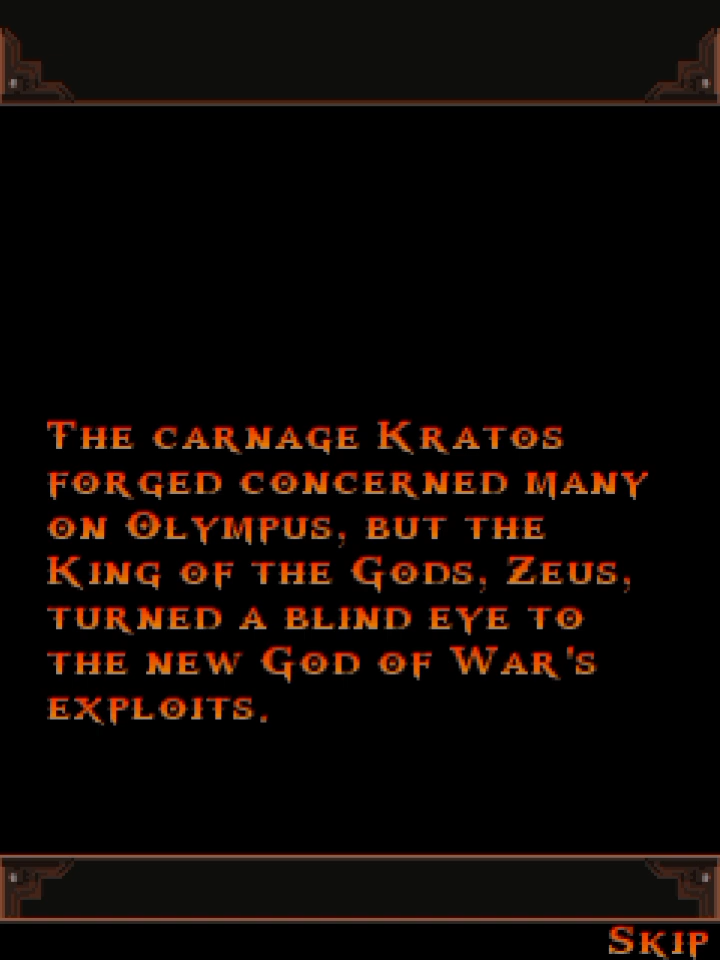 The carnage Kratos
forged concerned many
on Olympus, but the
King of the Gods, Zeus,
turned a blind eye to
the new God of War's
exploits.
Skip